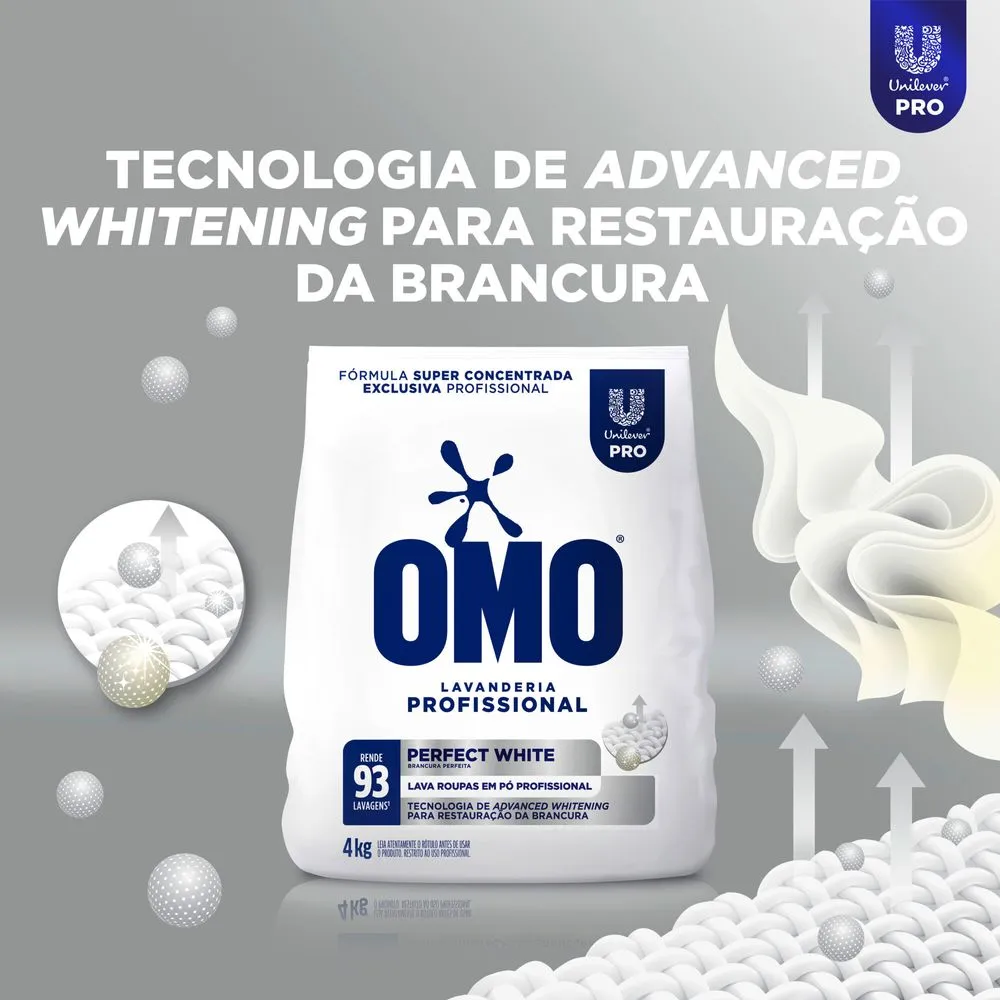 Unilever®
PRO
TECNOLOGIA DE ADVANCED
WHITENING PARA RESTAURAÇÃO
DA BRANCURA
FÓRMULA SUPER CONCENTRADA
EXCLUSIVA PROFISSIONAL
Unilever®
PRO
OMO®
LAVANDERIA
PROFISSIONAL
RENDE
93
LAVAGENS¹
PERFECT WHITE
BRANCURA PERFEITA
LAVA ROUPAS EM PÓ PROFISSIONAL
TECNOLOGIA DE ADVANCED WHITENING
PARA RESTAURAÇÃO DA BRANCURA
4kg
LEIA ATENTAMENTE O RÓTULO ANTES DE USAR
O PRODUTO. RESTRITO AO USO PROFISSIONAL.